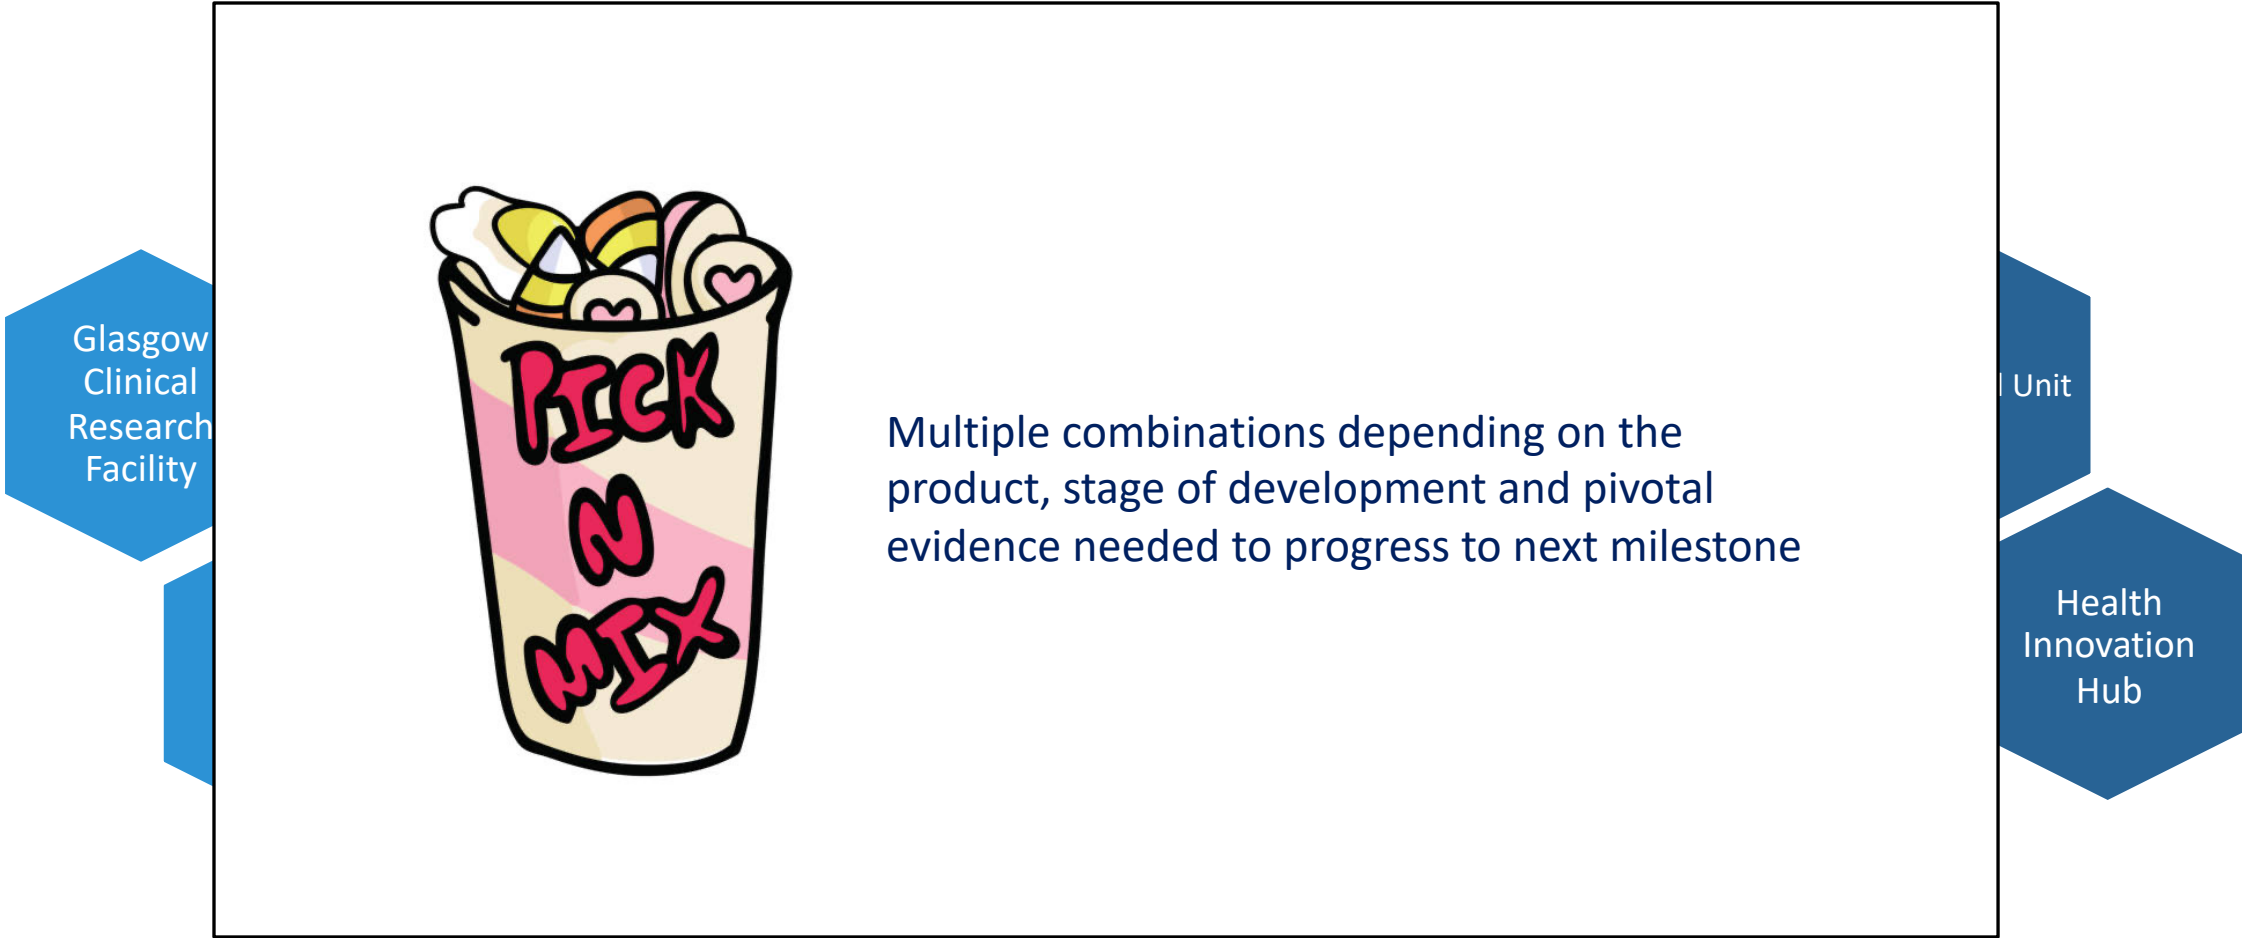 Glasgow
Clinical
Research
Facility
PICK
N
MIX
Multiple combinations depending on the
product, stage of development and pivotal
evidence needed to progress to next milestone
Unit
Health
Innovation
Hub